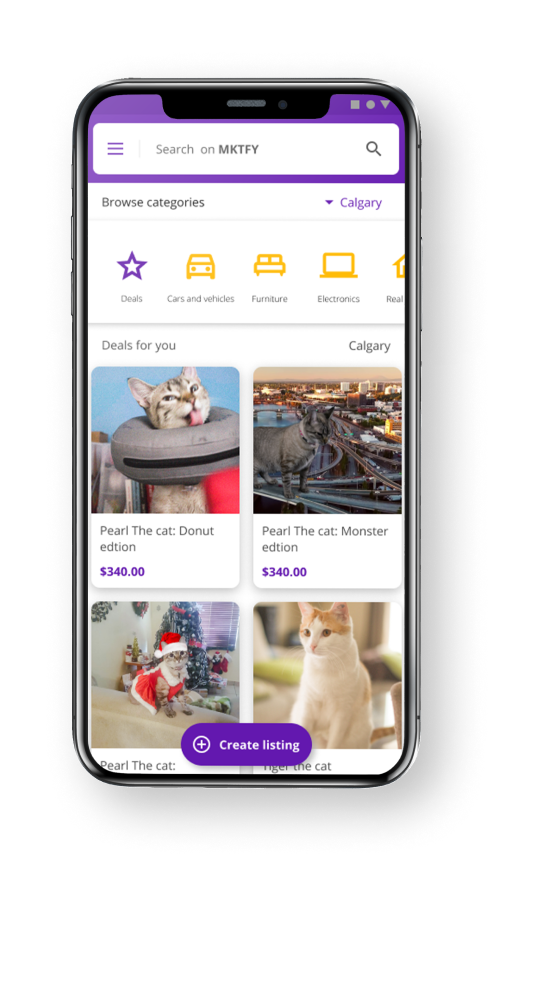 Search on MKTFY
Browse categories
Calgary
Deals
Cars and vehicles
Furniture
Electronics
Real
Deals for you
Calgary
Pearl The cat: Donut
edtion
$340.00
Pearl The cat: Monster
edtion
$340.00
Pearl The cat:
Tiger the cat
Create listing